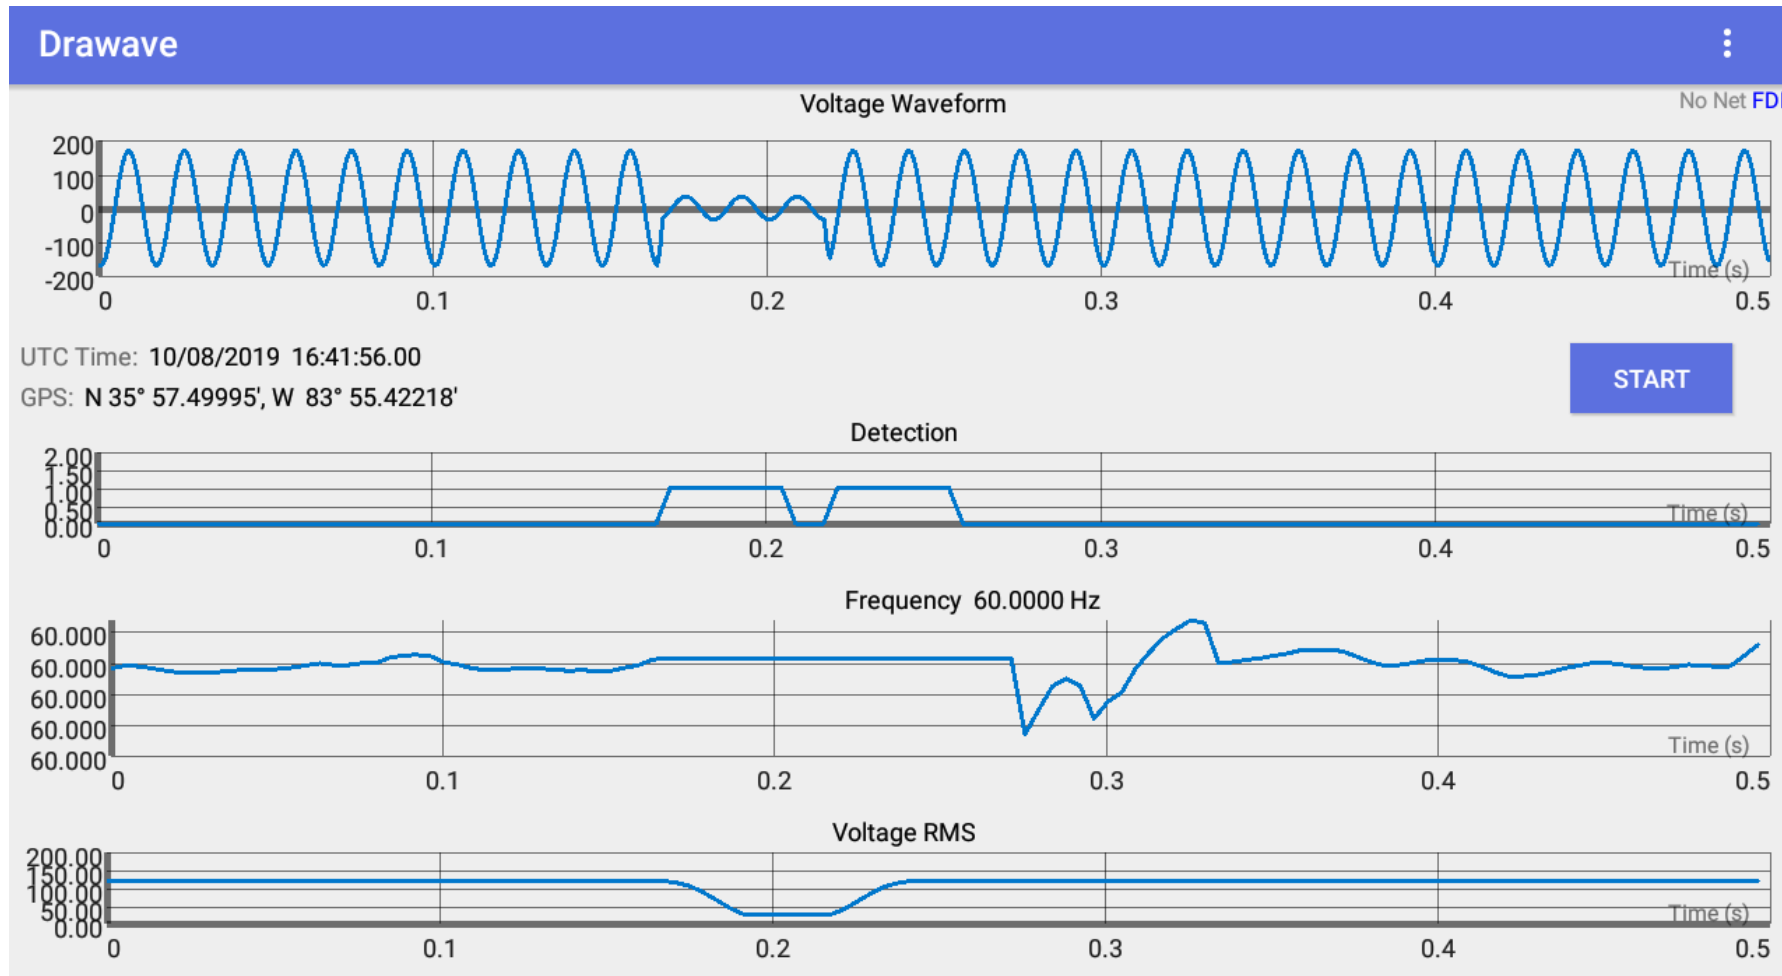 Drawave
Voltage Waveform
No Net FD
200
100
0
-100
-200
Time (s)
0 0.1 0.2 0.3 0.4 0.5
UTC Time: 10/08/2019 16:41:56.00
GPS: N 35° 57.49995', W 83° 55.42218'
START
Detection
2.00
1.50
1.00
0.50
0.00
Time (s)
0 0.1 0.2 0.3 0.4 0.5
Frequency 60.0000 Hz
60.000
60.000
60.000
60.000
60.000
Time (s)
0 0.1 0.2 0.3 0.4 0.5
Voltage RMS
200.00
150.00
100.00
50.00
0.00
Time (s)
0 0.1 0.2 0.3 0.4 0.5